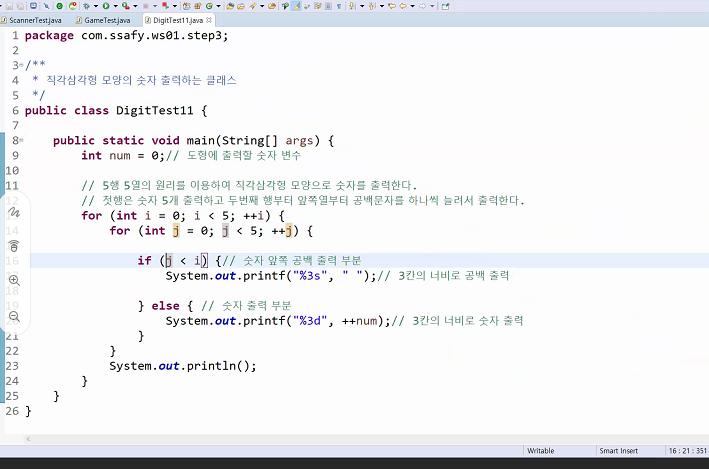 ScannerTest.java GameTest.java DigitTest11.java
1 package com.ssafy.ws01.step3;
2
3 /**
4 * 직각삼각형 모양의 숫자 출력하는 클래스
5 */
6 public class DigitTest11 {
7
8 public static void main(String[] args) {
9 int num = 0;// 도형에 출력할 숫자 변수
10
11 // 5행 5열의 원리를 이용하여 직각삼각형 모양으로 숫자를 출력한다.
// 첫행은 숫자 5개 출력하고 두번째 행부터 앞쪽열부터 공백문자를 하나씩 늘려서 출력한다.
for (int i = 0; i < 5; ++i) {
14 for (int j = 0; j < 5; ++j) {
16 if (j < i) {// 숫자 앞쪽 공백 출력 부분
System.out.printf("%3s", " ");// 3칸의 너비로 공백 출력
18
19 } else { // 숫자 출력 부분
System.out.printf("%3d", ++num);// 3칸의 너비로 숫자 출력
21 }
22 }
23 System.out.println();
24 }
25 }
26 }
Writable Smart Insert 16 : 21 : 351